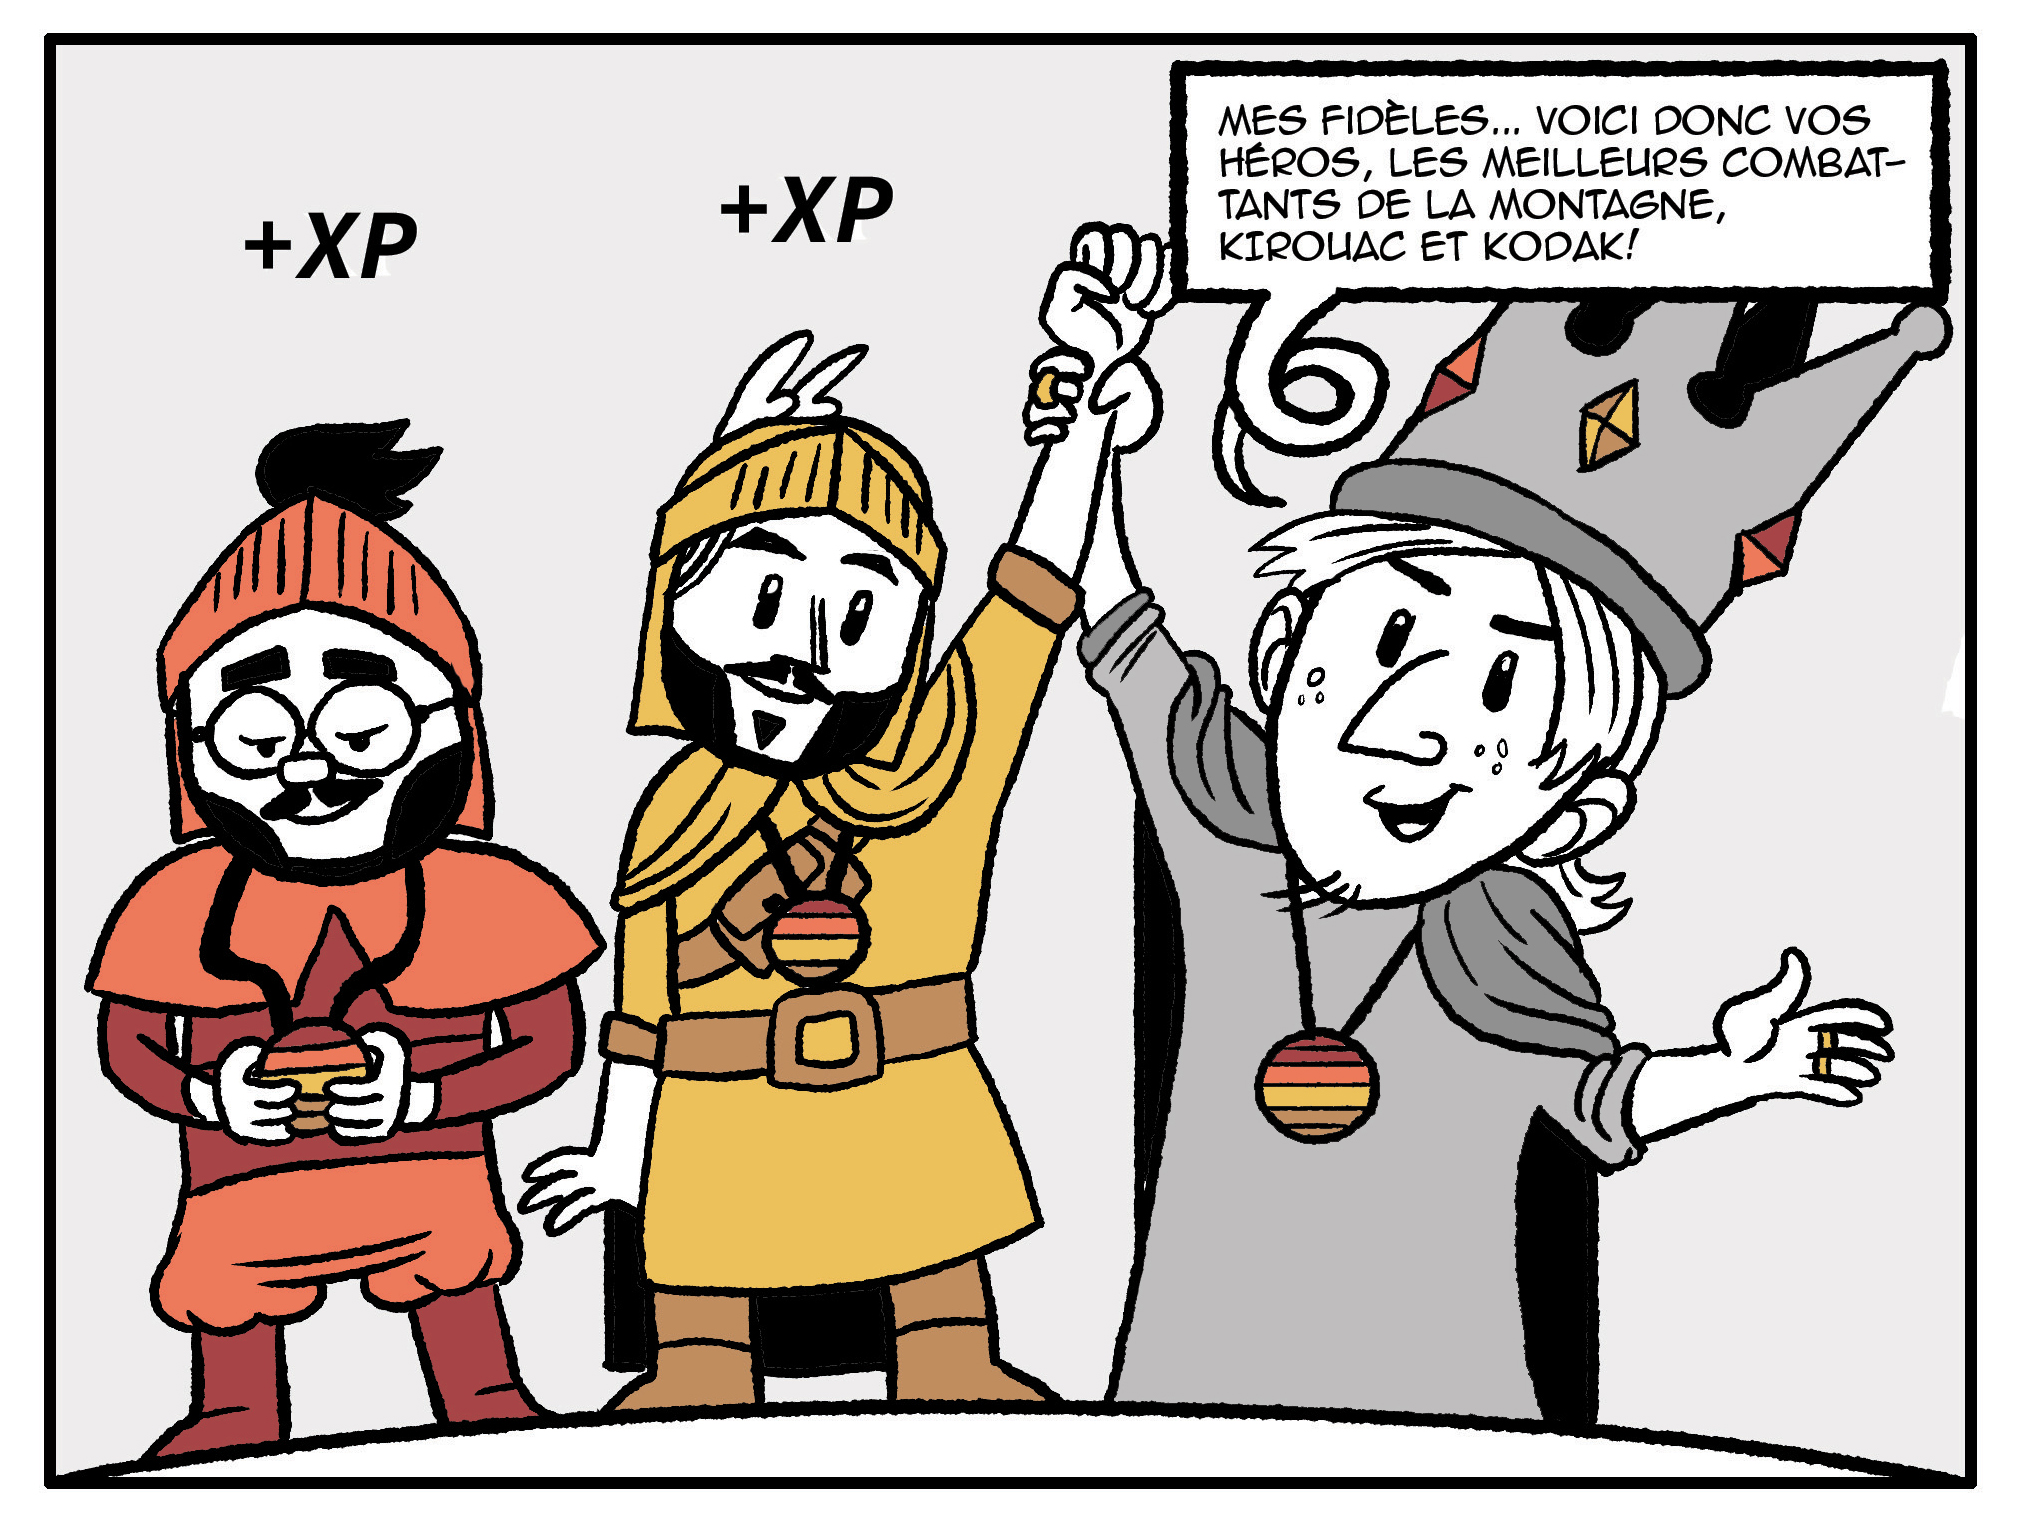 +XP
+XP
MES FIDÈLES... VOICI DONC VOS
HÉROS, LES MEILLEURS COMBAT-
TANTS DE LA MONTAGNE,
KIROUAC ET KODAK!